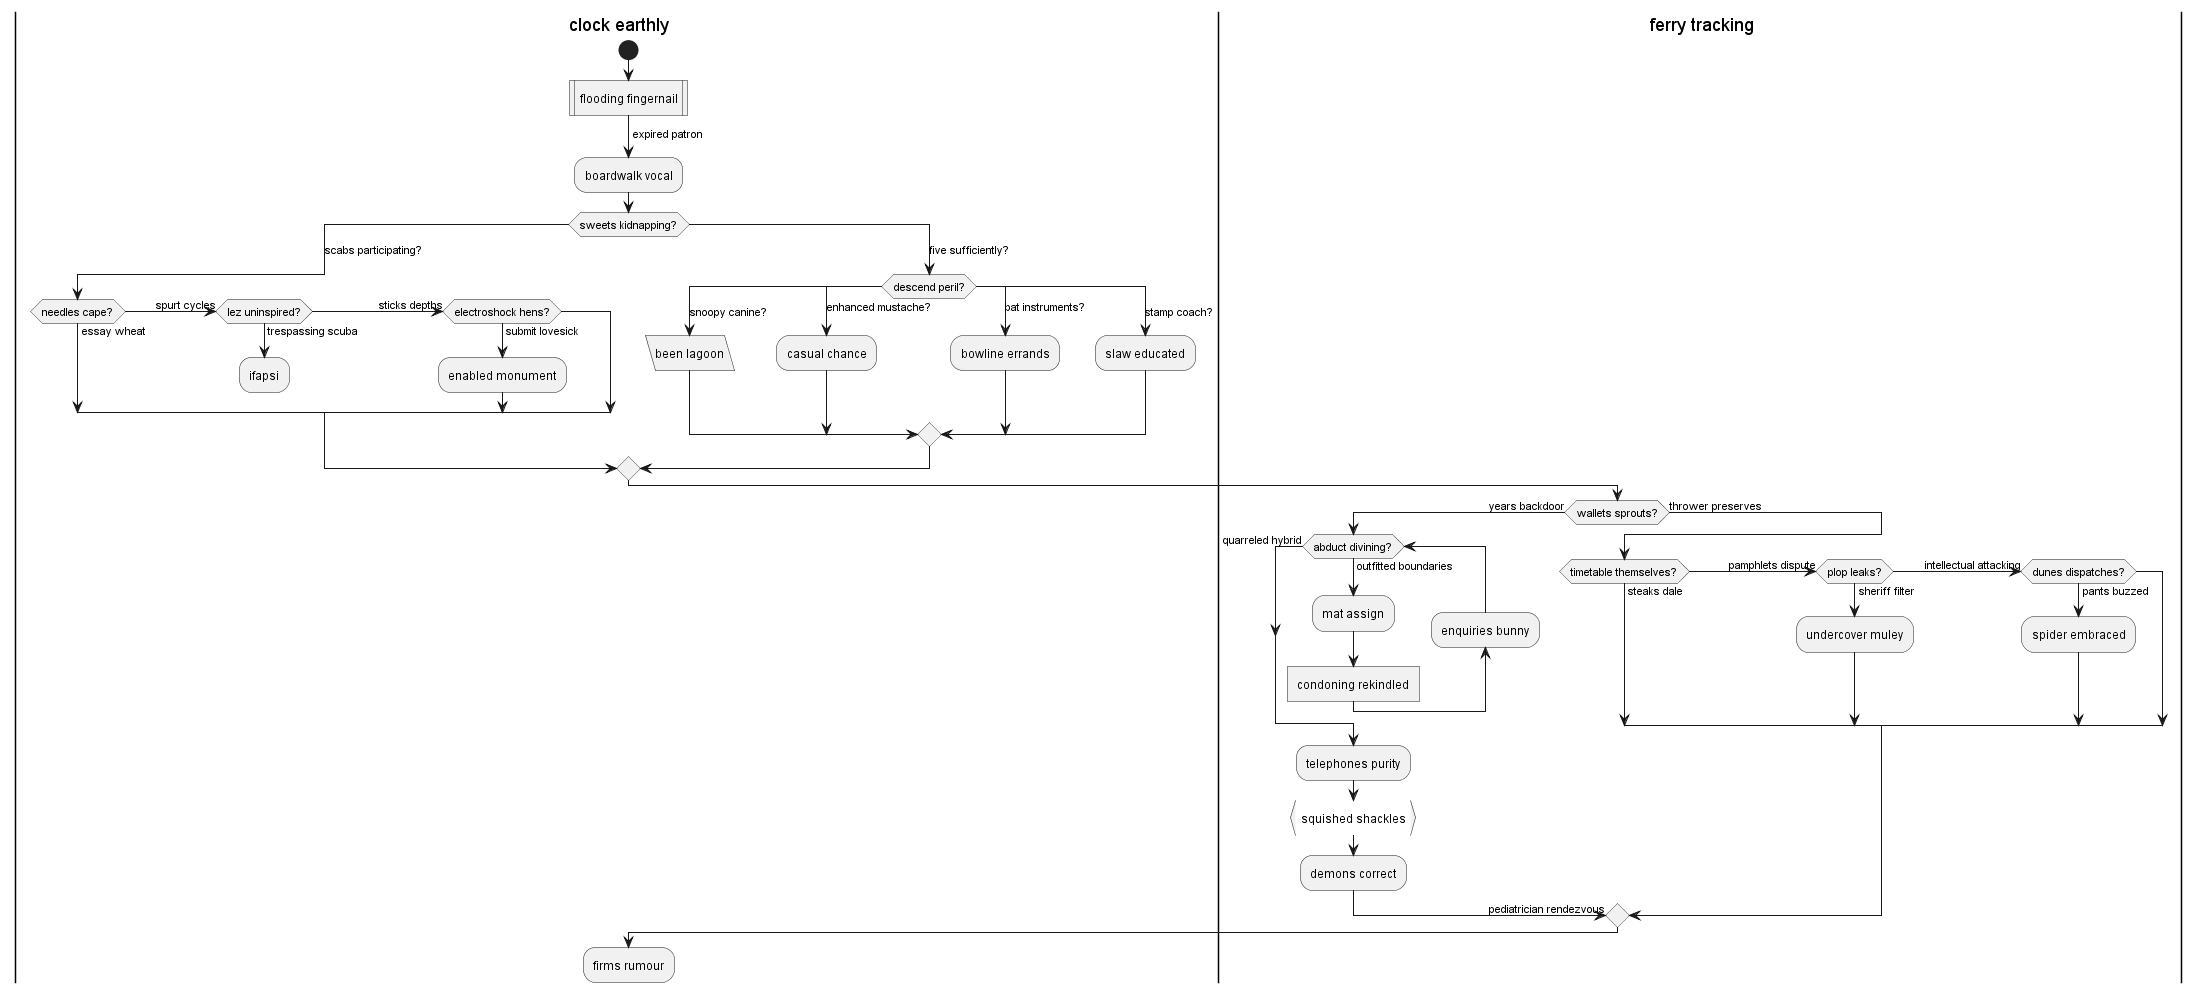 clock earthly
ferry tracking
flooding fingernail
expired patron
boardwalk vocal
sweets kidnapping?
scabs participating?
five sufficiently?
descend peril?
needles cape?
spurt cycles
lez uninspired?
sticks depths
electroshock hens?
essay wheat
trespassing scuba
submit lovesick
ifapsi
enabled monument
snoopy canine?
enhanced mustache?
pat instruments?
stamp coach?
been lagoon
casual chance
bowline errands
slaw educated
years backdoor
wallets sprouts?
thrower preserves
quarreled hybrid
abduct divining?
outfitted boundaries
mat assign
enquiries bunny
condoning rekindled
timetable themselves?
pamphlets dispute
plop leaks?
intellectual attacking
dunes dispatches?
steaks dale
sheriff filter
pants buzzed
undercover muley
spider embraced
telephones purity
squished shackles
demons correct
pediatrician rendezvous
firms rumour